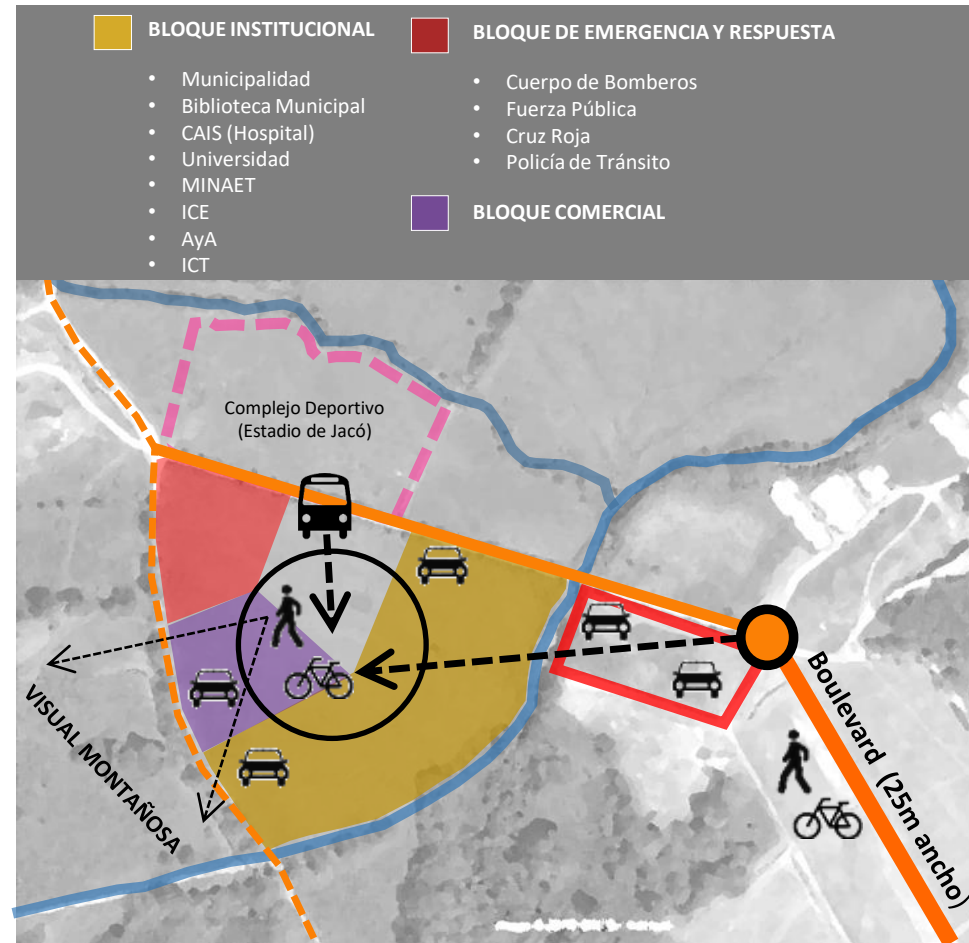 BLOQUE INSTITUCIONAL
• Municipalidad
• Biblioteca Municipal
• CAIS (Hospital)
• Universidad
• MINAET
• ICE
• AyA
• ICT
BLOQUE DE EMERGENCIA Y RESPUESTA
• Cuerpo de Bomberos
• Fuerza Pública
• Cruz Roja
• Policía de Tránsito
BLOQUE COMERCIAL
Complejo Deportivo
(Estadio de Jacó)
VISUAL MONTAÑOSA
Boulevard (25m ancho)